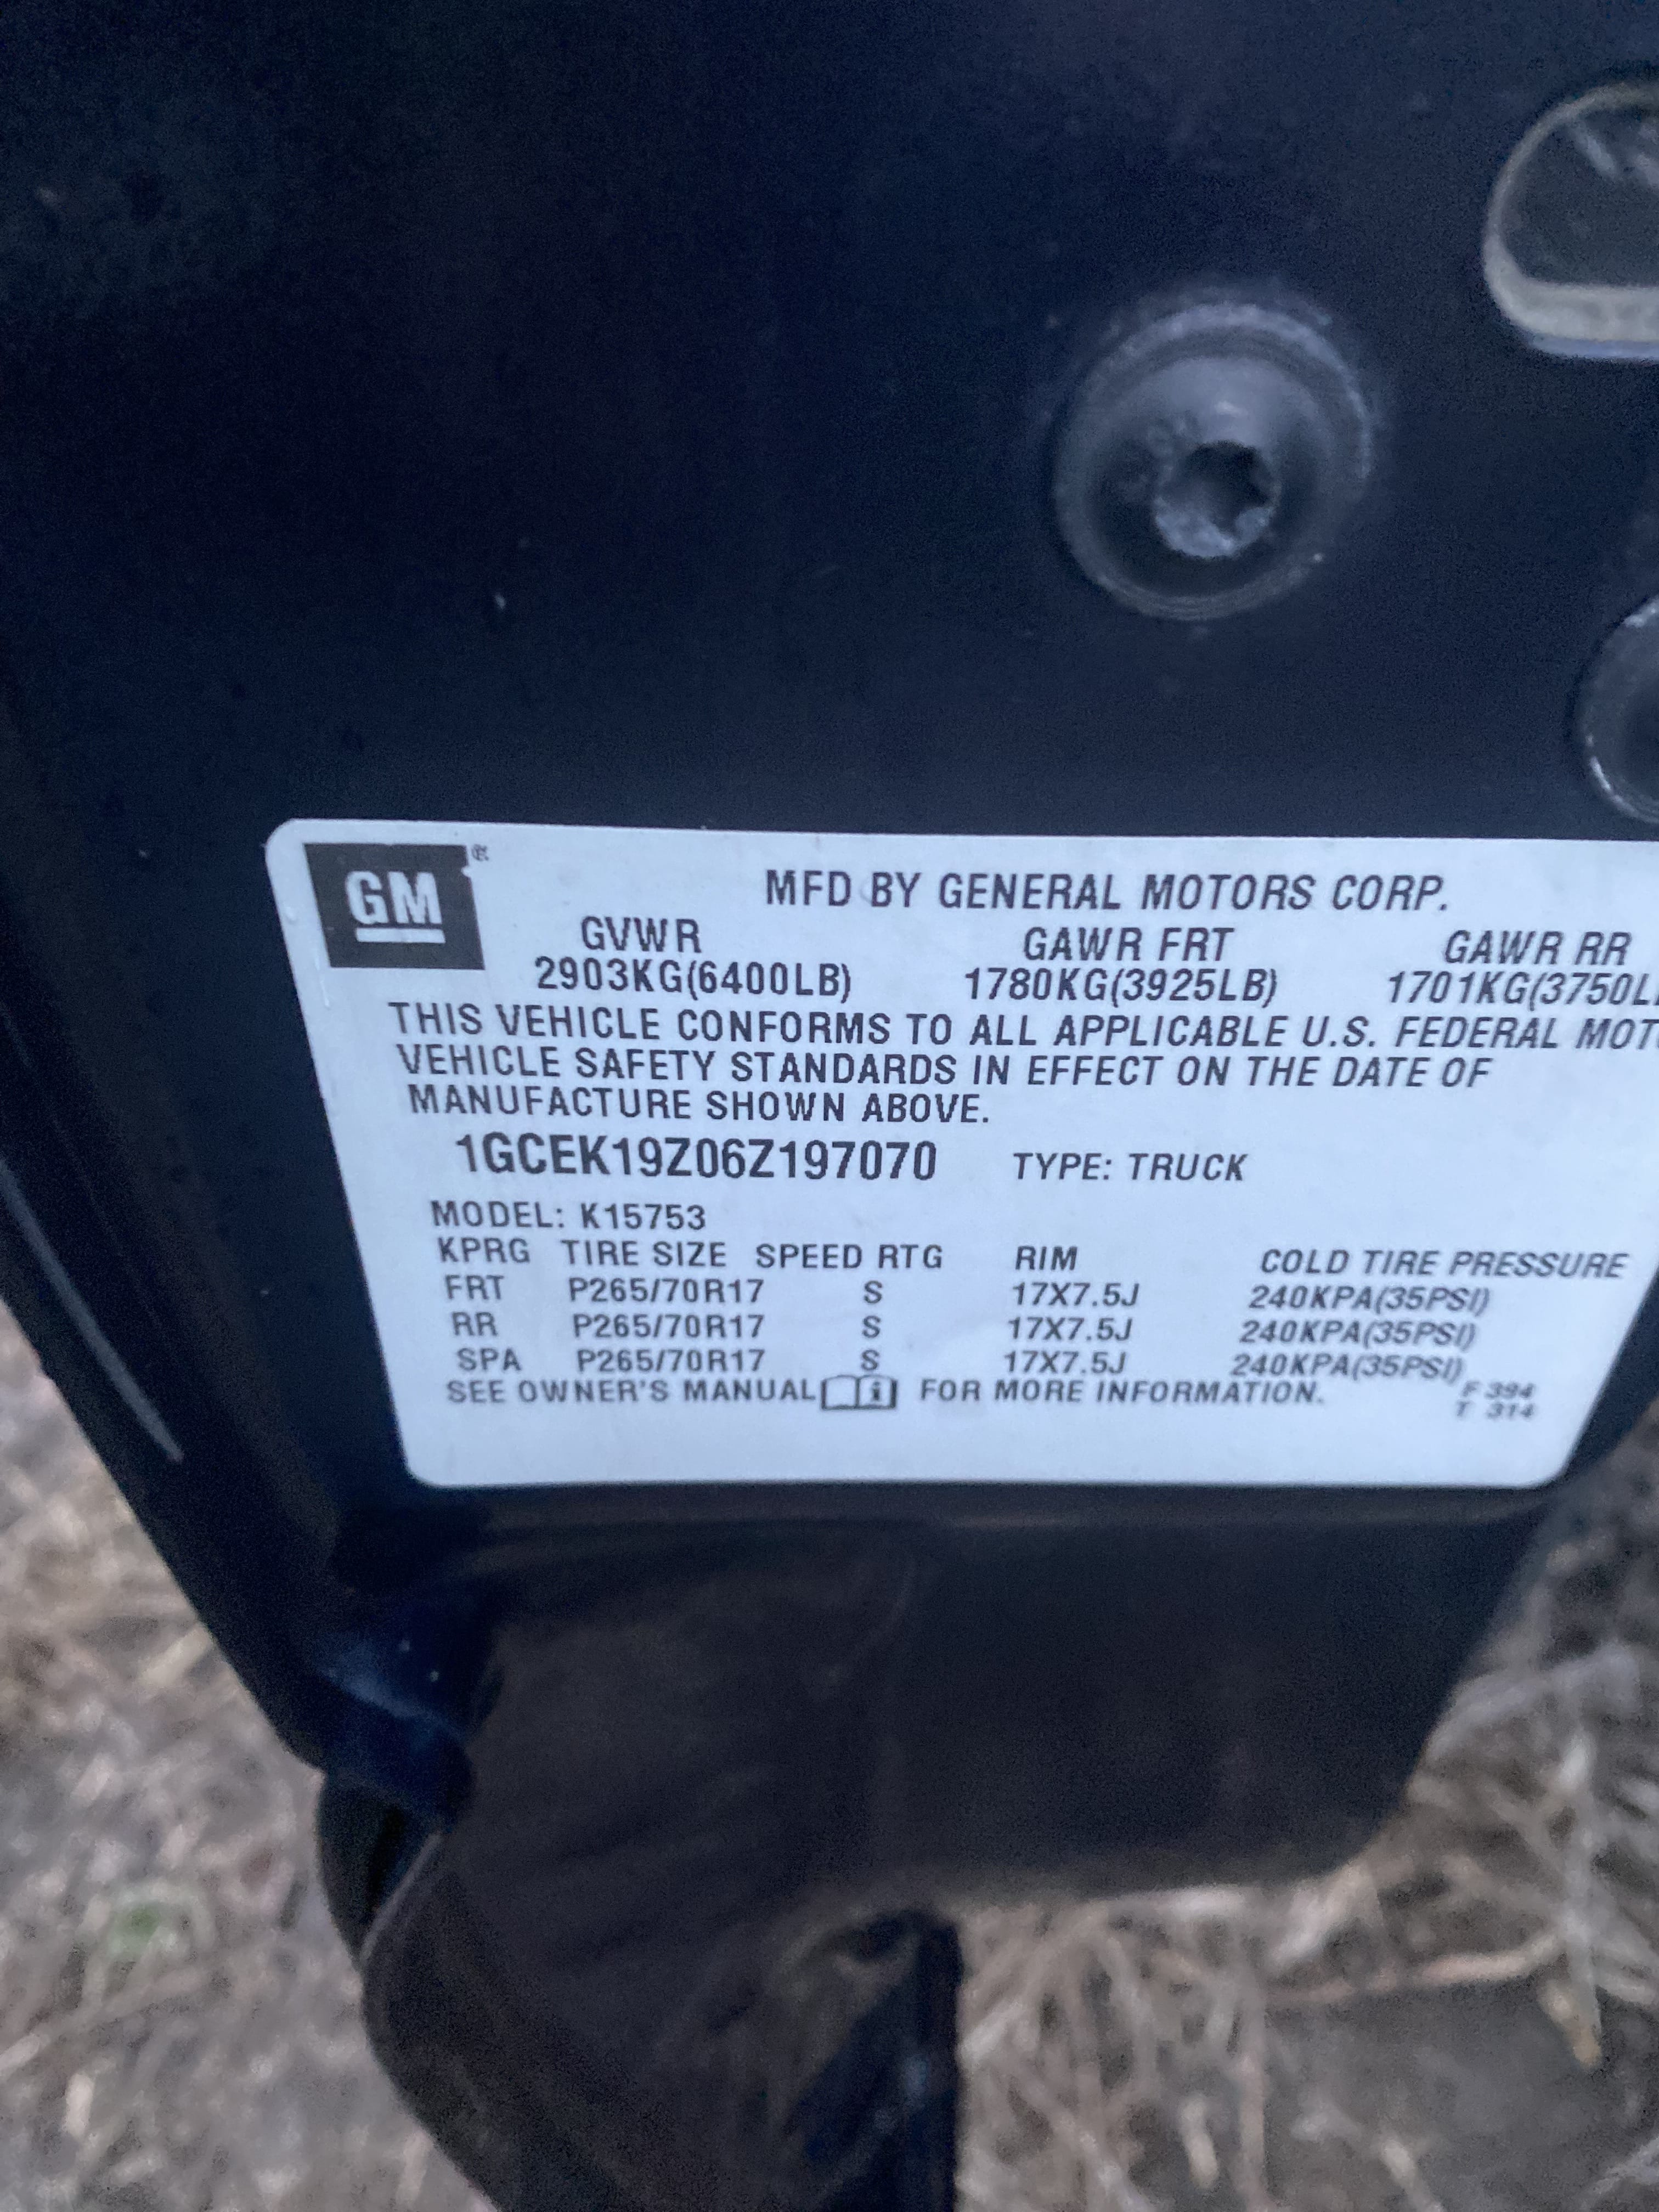 GM
MFD BY GENERAL MOTORS CORP.
GVWR GAWR FRT GAWR RR
2903KG(6400LB) 1780KG(3925LB) 1701KG(3750L
THIS VEHICLE CONFORMS TO ALL APPLICABLE U.S. FEDERAL MOT
VEHICLE SAFETY STANDARDS IN EFFECT ON THE DATE OF
MANUFACTURE SHOWN ABOVE.
1GCEK19Z06Z197070 TYPE: TRUCK
MODEL: K15753
KPRG TIRE SIZE SPEED RTG RIM COLD TIRE PRESSURE
FRT P265/70R17 S 17X7.5J 240KPA(35PSI)
RR P265/70R17 S 17X7.5J 240KPA(35PSI)
SPA P265/70R17 S 17X7.5J 240KPA(35PSI)
SEE OWNER'S MANUAL FOR MORE INFORMATION.
F 394
T 314